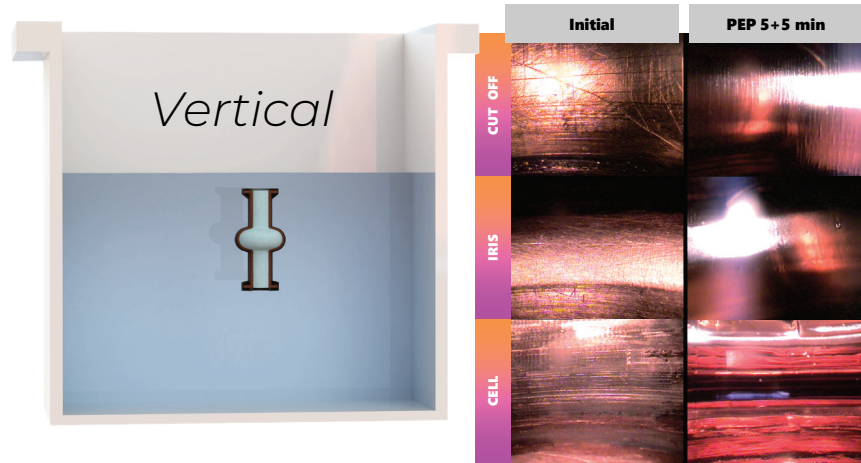 Vertical
Initial
PEP 5+5 min
CUT OFF
IRIS
CELL